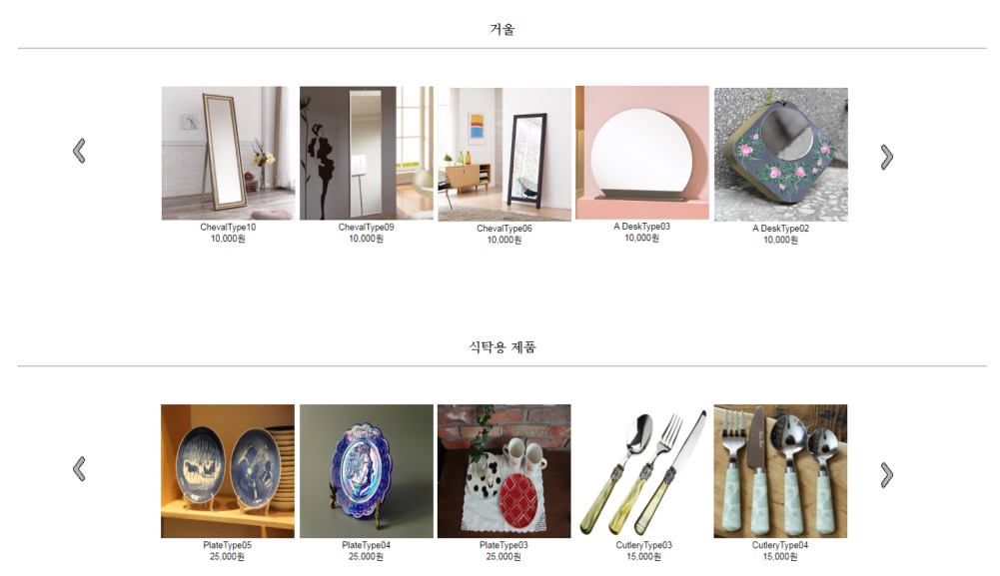 거울
ChevalType10
10,000원
ChevalType09
10,000원
ChevalType06
10,000원
A DeskType03
10,000원
A DeskType02
10,000원
식탁용 제품
PlateType05
25,000원
PlateType04
25,000원
PlateType03
25,000원
CutleryType03
15,000원
CutleryType04
15,000원